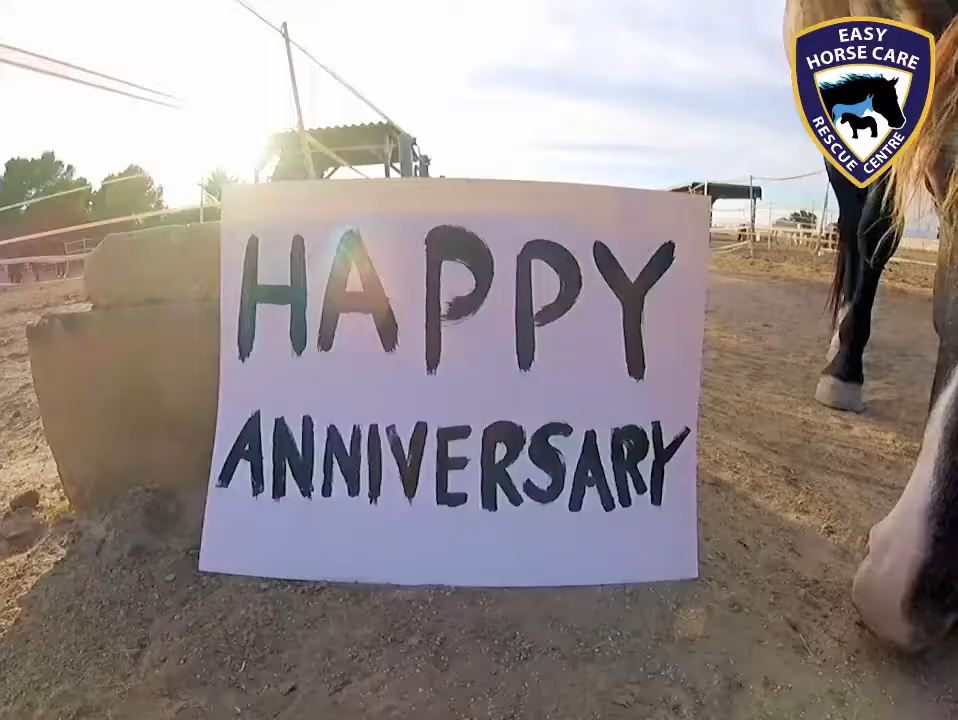 EASY
HORSE CARE
RESCUE CENTRE
HAPPY
ANNIVERSARY